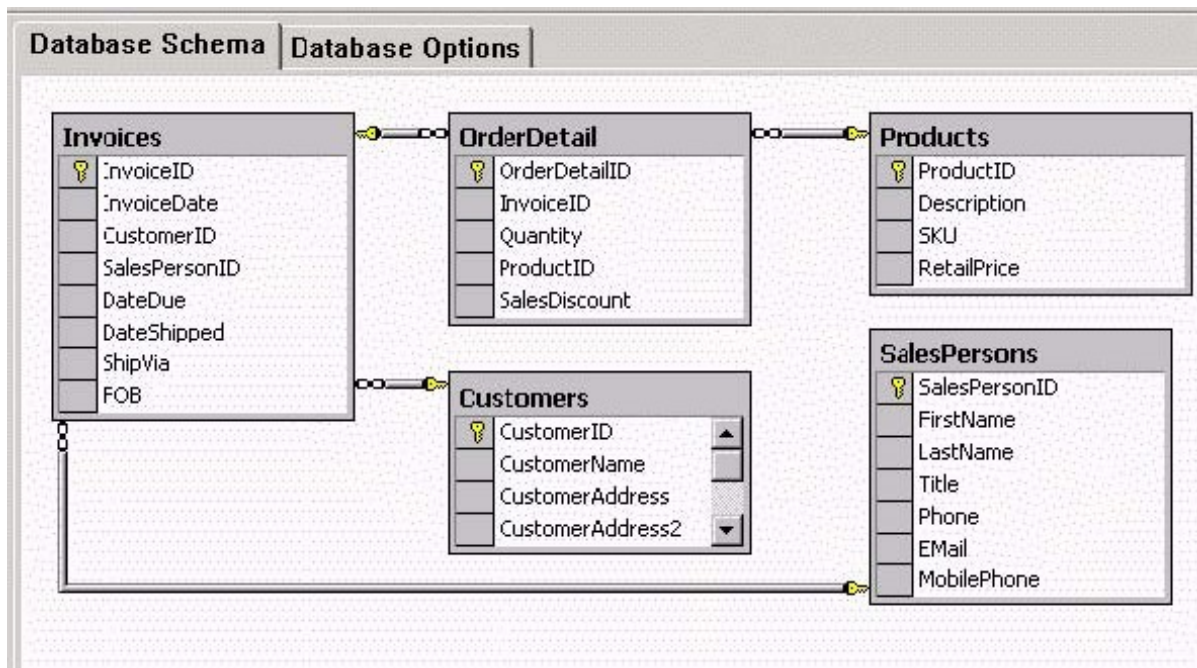 Database Schema
Database Options
Invoices
InvoiceID
InvoiceDate
CustomerID
SalesPersonID
DateDue
DateShipped
ShipVia
FOB
OrderDetail
OrderDetailID
InvoiceID
Quantity
ProductID
SalesDiscount
Products
ProductID
Description
SKU
RetailPrice
Customers
CustomerID
CustomerName
CustomerAddress
CustomerAddress2
SalesPersons
SalesPersonID
FirstName
LastName
Title
Phone
EMail
MobilePhone